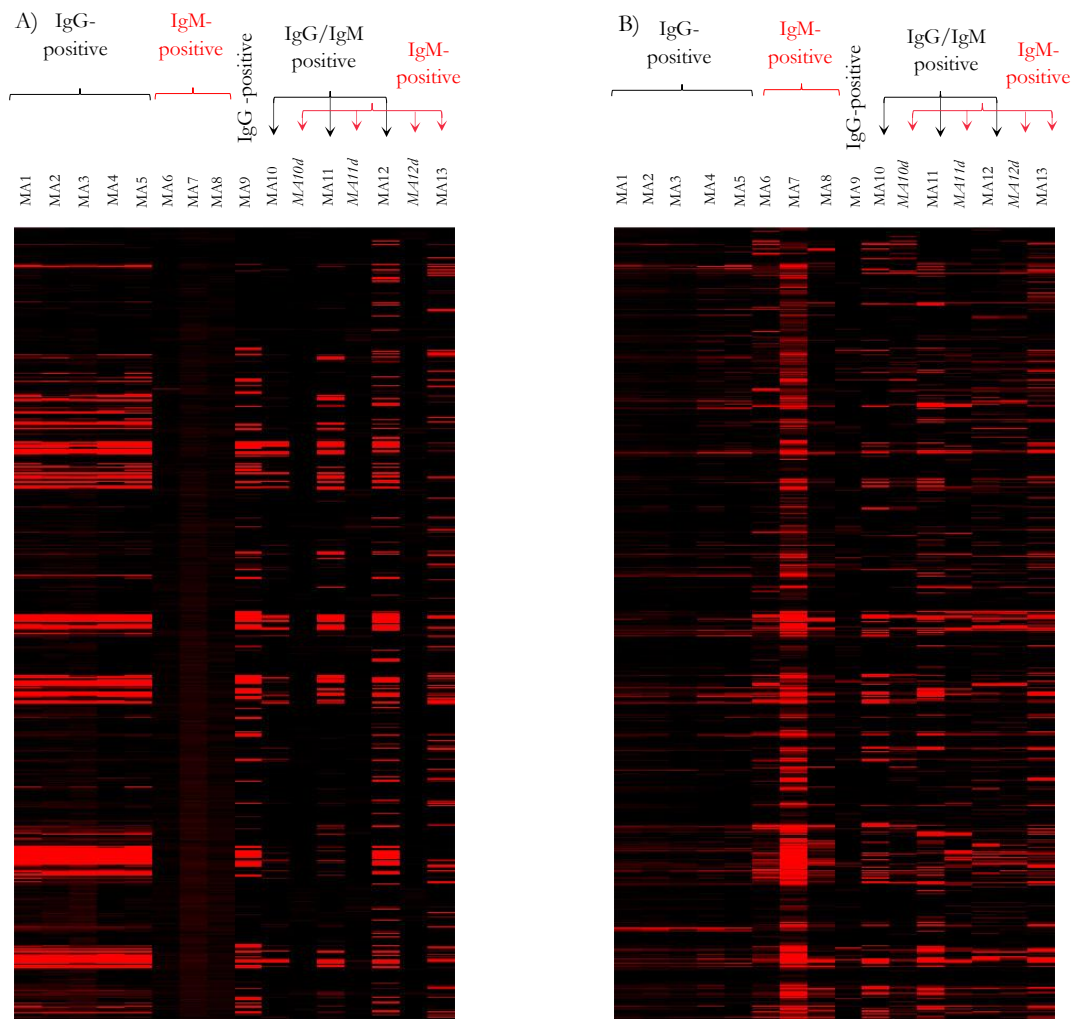 A)
IgG-
positive
IgM-
positive
IgG -positive
IgG/IgM
positive
IgM-
positive
MA1
MA2
MA3
MA4
MA5
MA6
MA7
MA8
MA9
MA10
MA10d
MA11
MA11d
MA12
MA12d
MA13
B)
IgG-
positive
IgM-
positive
IgG-positive
IgG/IgM
positive
IgM-
positive
MA1
MA2
MA3
MA4
MA5
MA6
MA7
MA8
MA9
MA10
MA10d
MA11
MA11d
MA12
MA12d
MA13